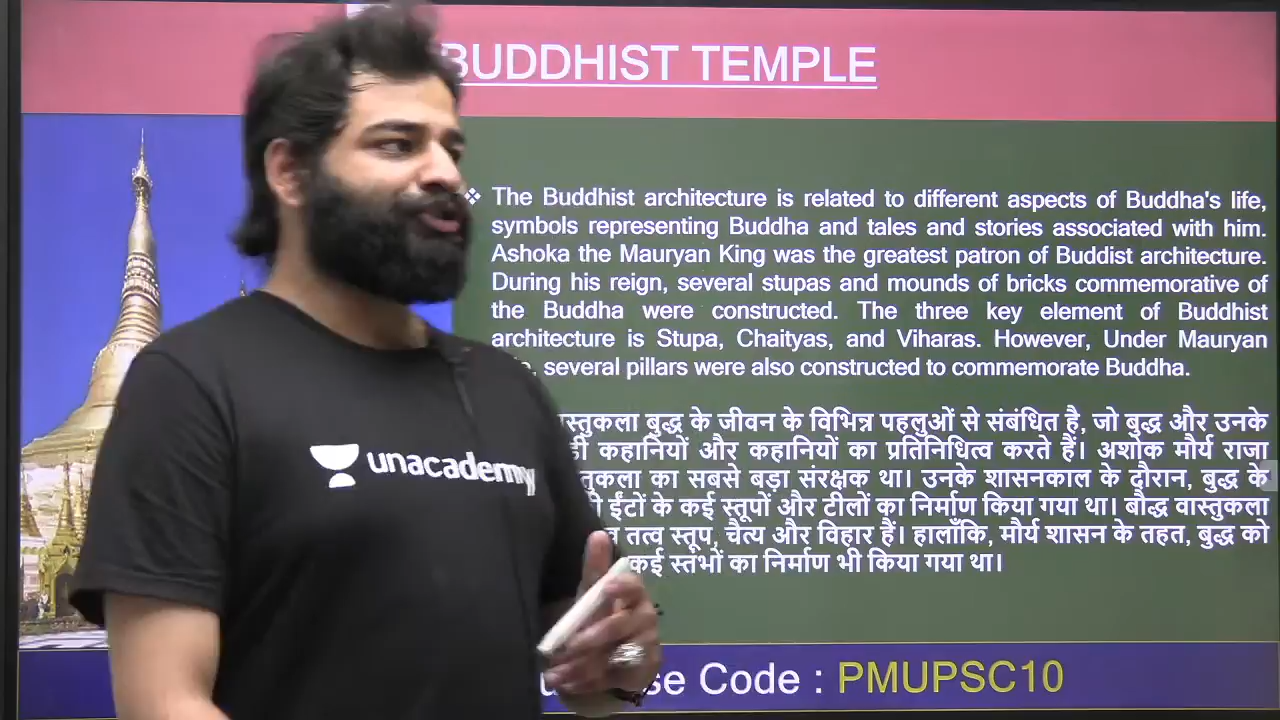 BUDDHIST TEMPLE
❖ The Buddhist architecture is related to different aspects of Buddha's life,
symbols representing Buddha and tales and stories associated with him.
Ashoka the Mauryan King was the greatest patron of Buddist architecture.
During his reign, several stupas and mounds of bricks commemorative of
the Buddha were constructed. The three key element of Buddhist
architecture is Stupa, Chaityas, and Viharas. However, Under Mauryan
several pillars were also constructed to commemorate Buddha.
बुद्ध के जीवन के विभिन्न पहलुओं से संबंधित है, जो बुद्ध और उनके
कहानियों और कहानियों का प्रतिनिधित्व करते हैं। अशोक मौर्य राजा
का सबसे बड़ा संरक्षक था। उनके शासनकाल के दौरान, बुद्ध के
ईंटों के कई स्तूपों और टीलों का निर्माण किया गया था। बौद्ध वास्तुकला
तत्व स्तूप, चैत्य और विहार हैं। हालाँकि, मौर्य शासन के तहत, बुद्ध को
कई स्तंभों का निर्माण भी किया गया था।
unacademy
Code : PMUPSC10